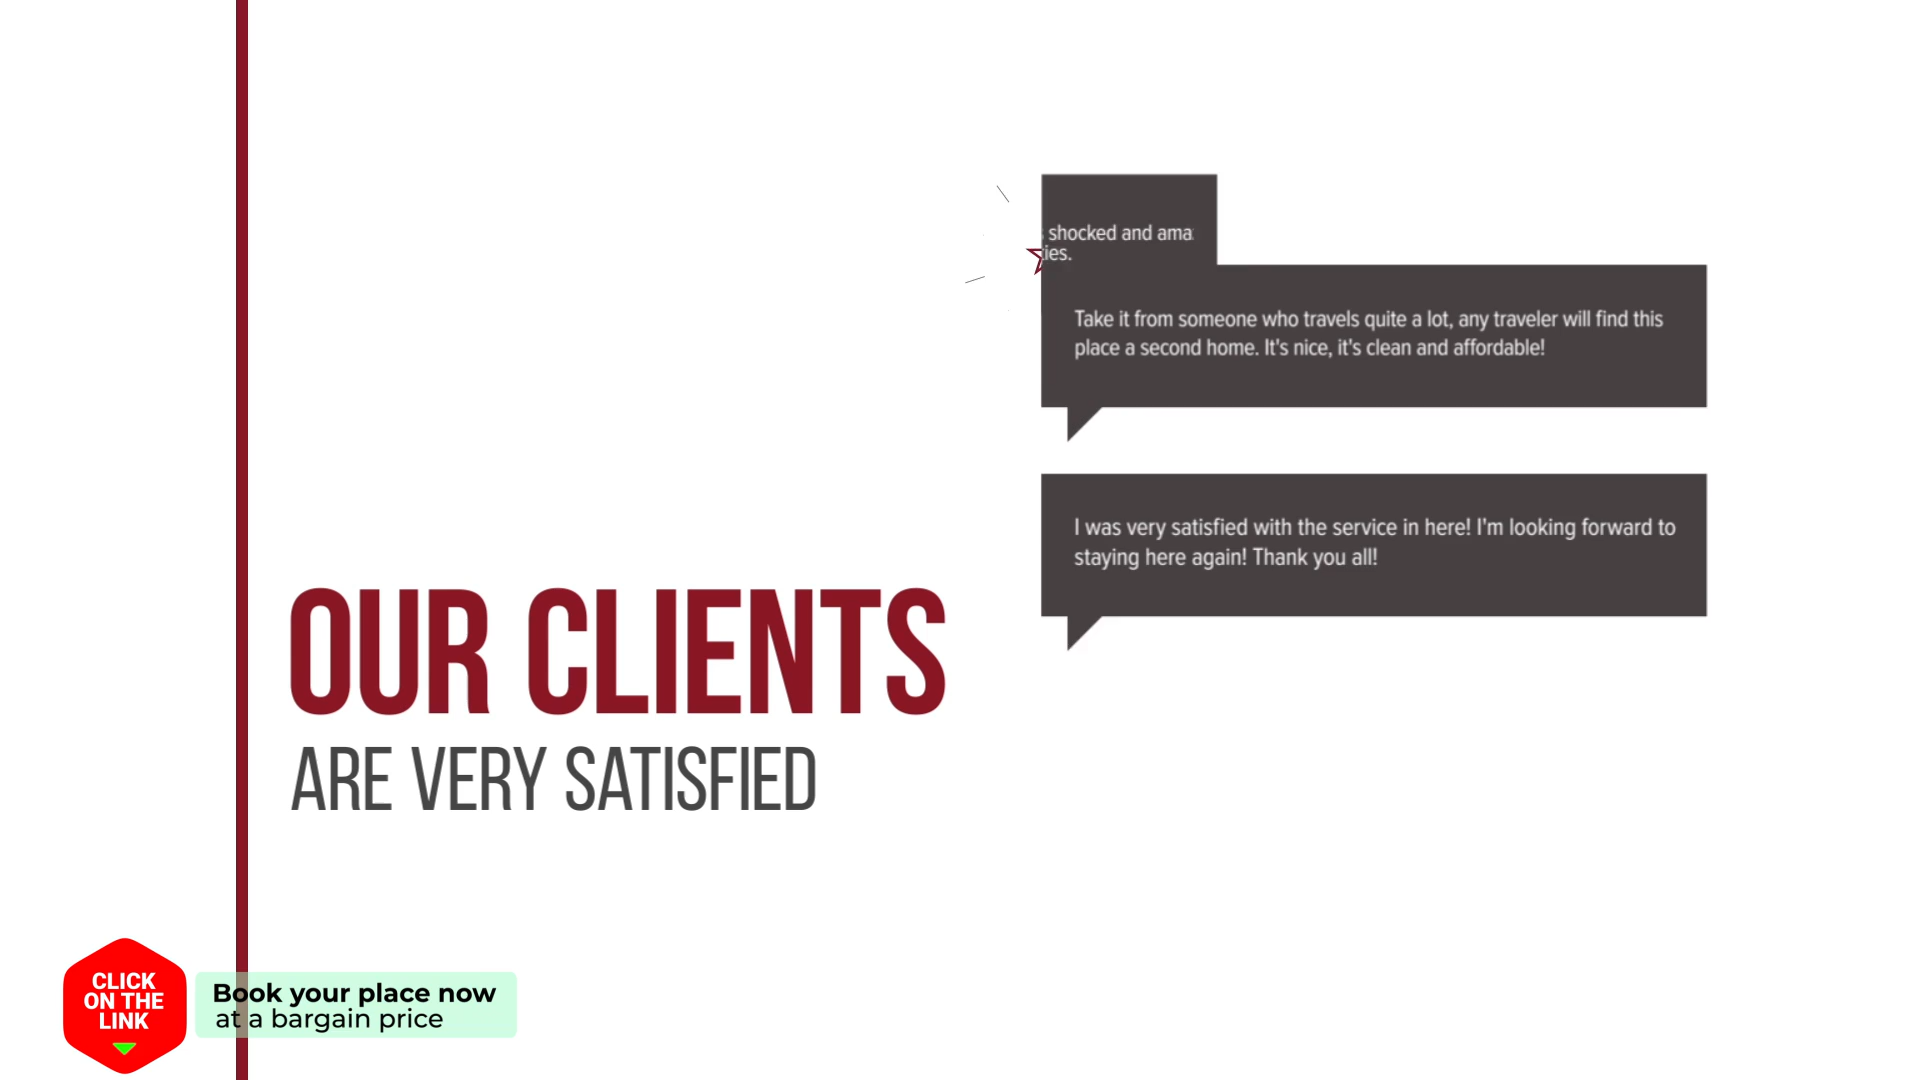 shocked and
Take it from someone who travels quite a lot, any traveler will find this
place a second home. It's nice, it's clean and affordable!
I was very satisfied with the service in here! I'm looking forward to
staying here again! Thank you all!
OUR CLIENTS
ARE VERY SATISFIED
CLICK
ON THE
LINK
Book your place now
at a bargain price